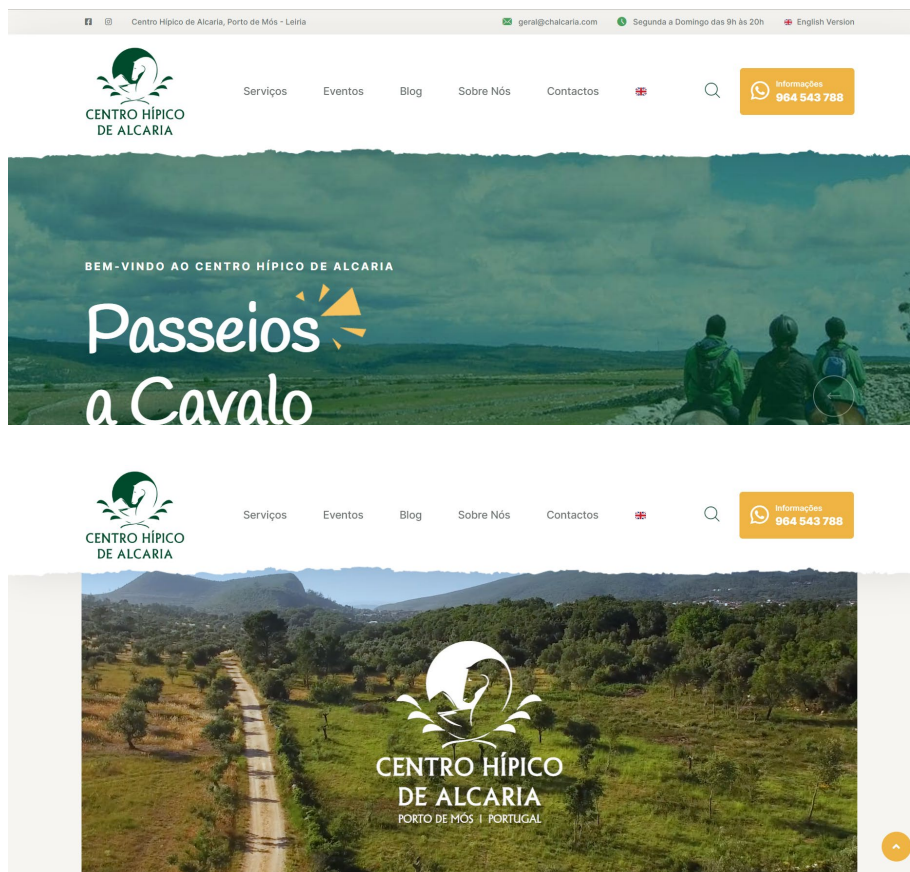 Centro Hípico de Alcaria, Porto de Mós - Leiria
geral@chalcaria.com
Segunda a Domingo das 9h às 20h
English Version
CENTRO HÍPICO
DE ALCARIA
Serviços
Eventos
Blog
Sobre Nós
Contactos
Informações
964 543 788
BEM-VINDO AO CENTRO HÍPICO DE ALCARIA
Passeios
a Cavalo
CENTRO HÍPICO
DE ALCARIA
Serviços
Eventos
Blog
Sobre Nós
Contactos
Informações
964 543 788
CENTRO HÍPICO
DE ALCARIA
PORTO DE MÓS | PORTUGAL